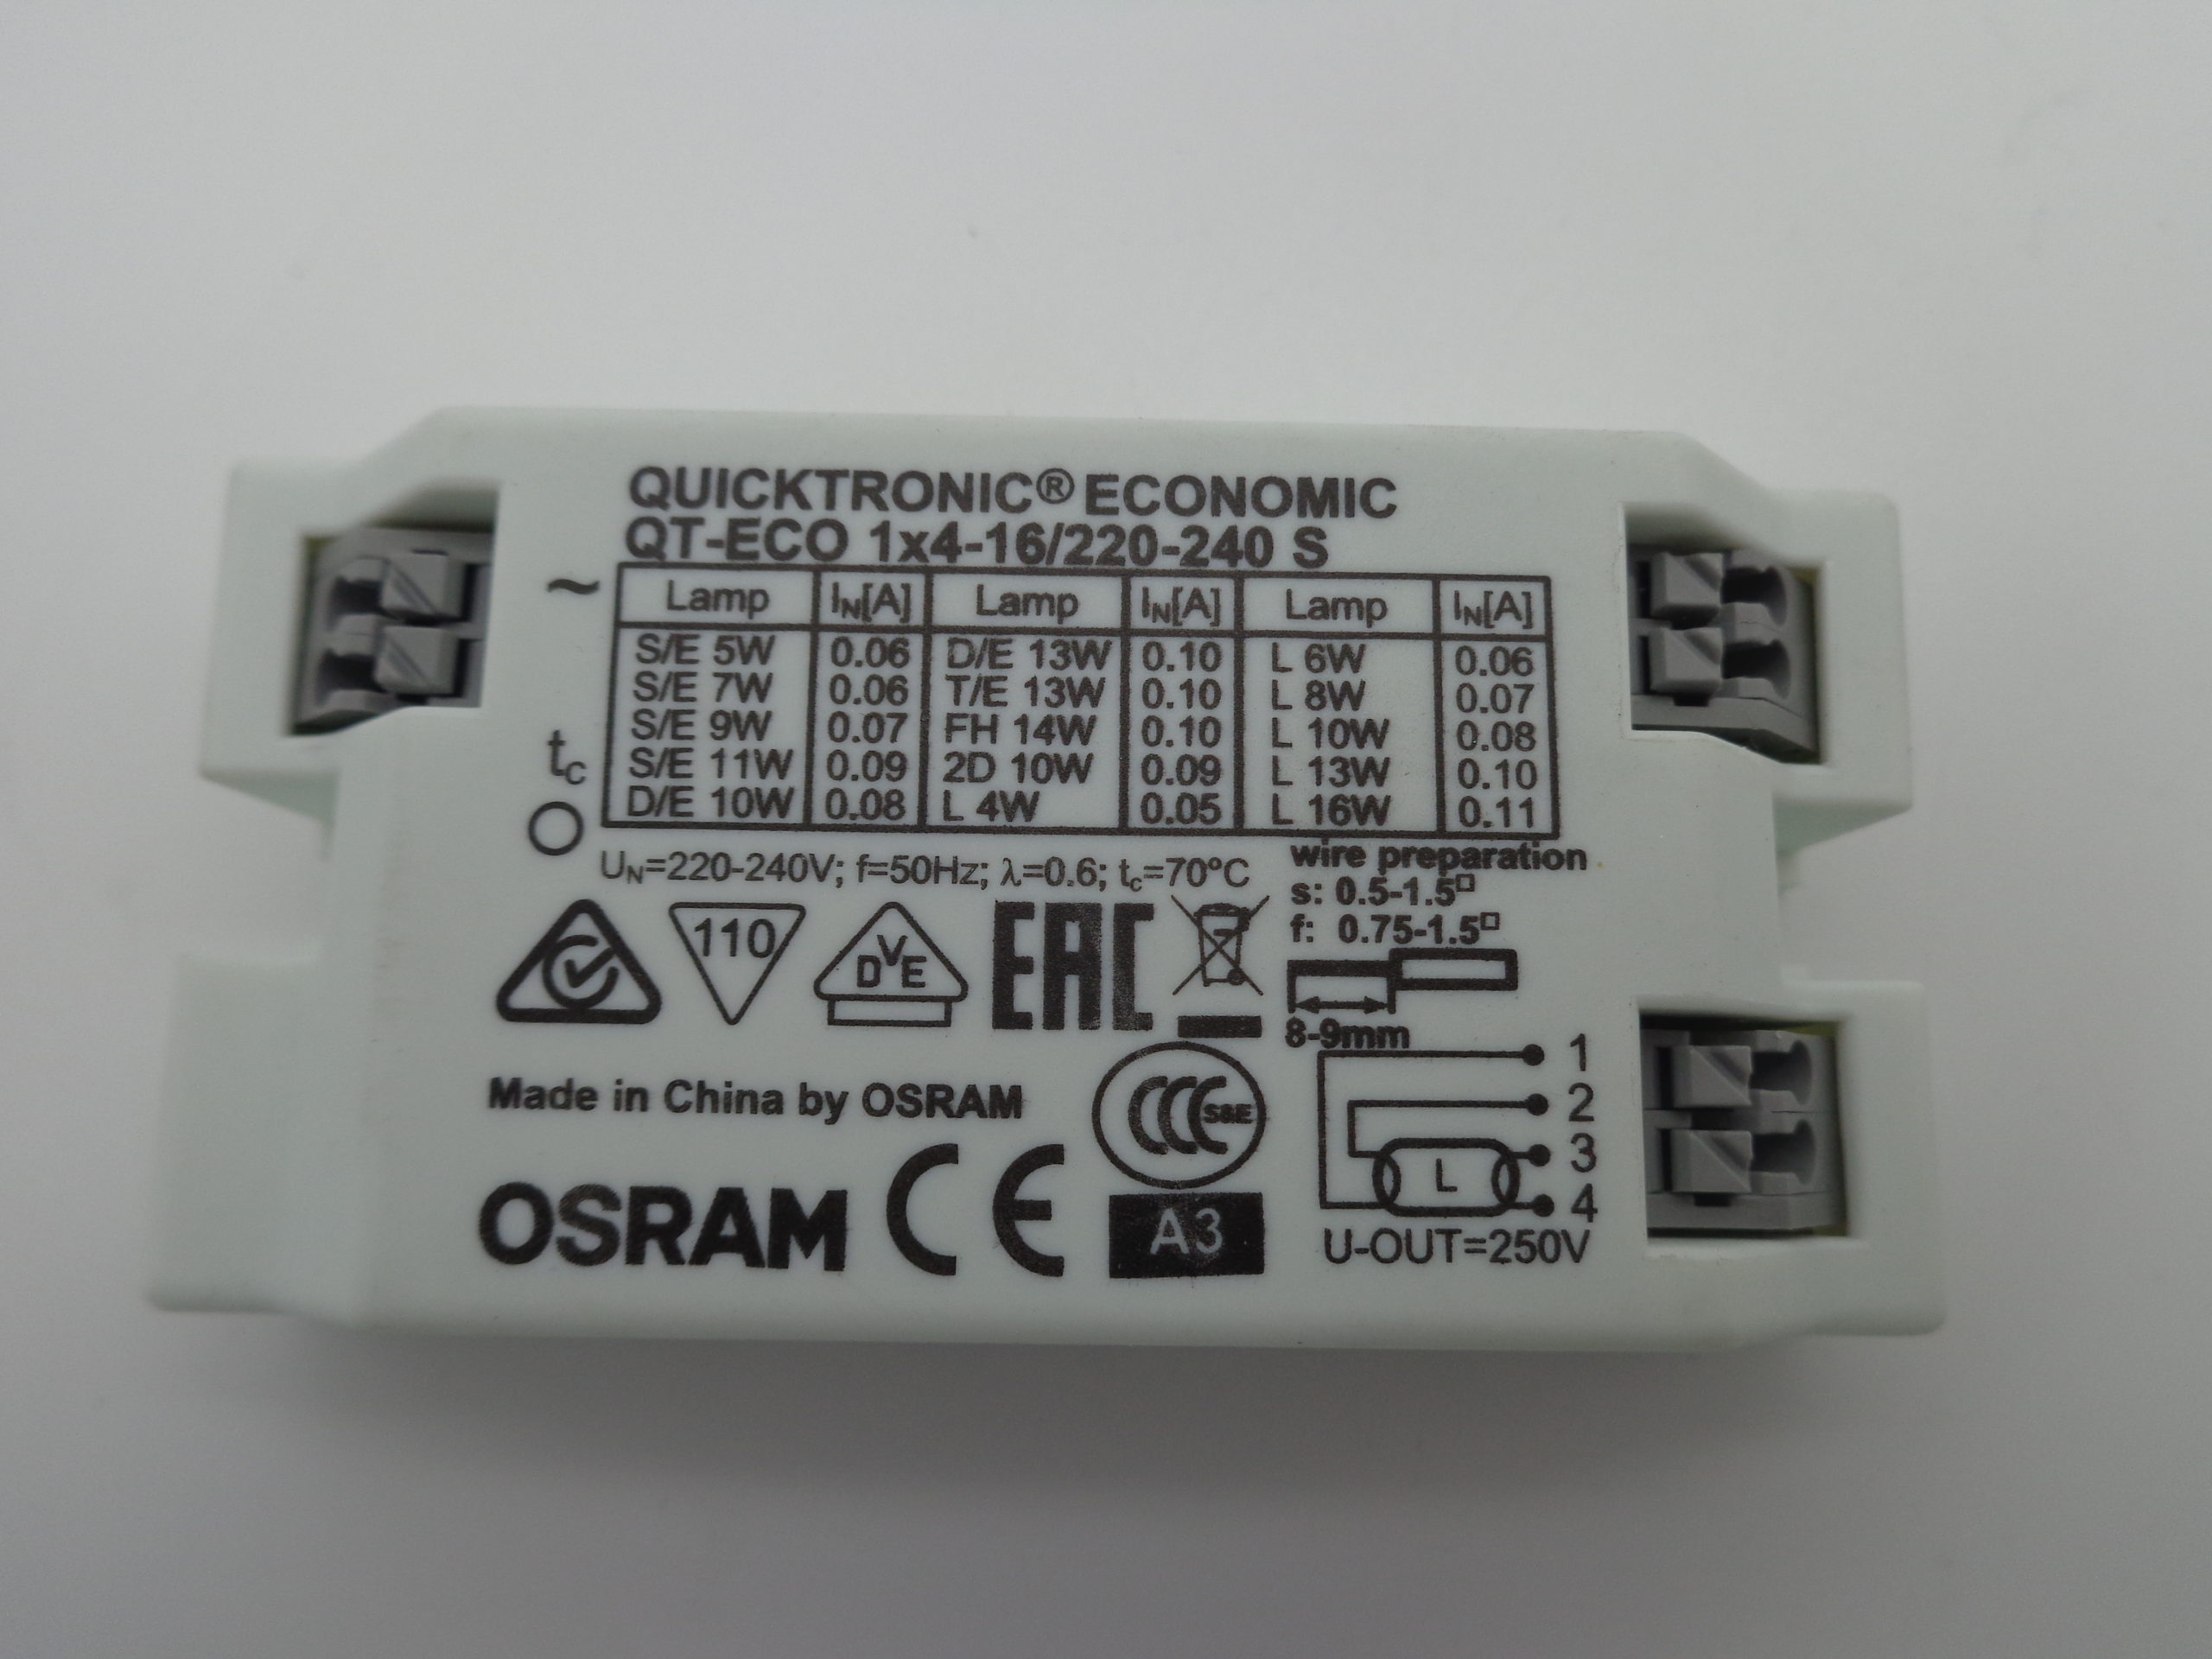 QUICKTRONIC® ECONOMIC
QT-ECO 1x4-16/220-240 S
~
Lamp IN[A] Lamp IN[A] Lamp IN[A]
S/E 5W 0.06 D/E 13W 0.10 L 6W 0.06
S/E 7W 0.06 T/E 13W 0.10 L 8W 0.07
S/E 9W 0.07 FH 14W 0.10 L 10W 0.08
S/E 11W 0.09 2D 10W 0.09 L 13W 0.10
D/E 10W 0.08 L 4W 0.05 L 16W 0.11
tc
UN=220-240V; f=50Hz; λ=0.6; tc=70°C
wire preparation
s: 0.5-1.5□
f: 0.75-1.5□
8-9mm
110
DVE
EAC
Made in China by OSRAM
CCC S&E
OSRAM CE
A3
1
2
3
L
4
U-OUT=250V